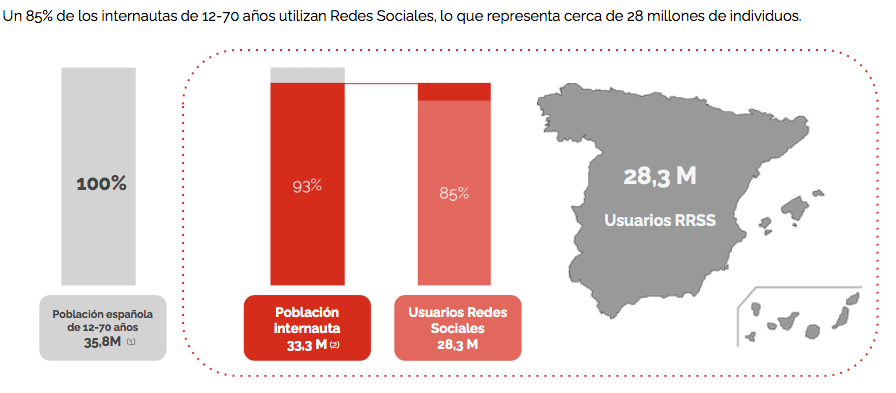 Un 85% de los internautas de 12-70 años utilizan Redes Sociales, lo que representa cerca de 28 millones de individuos.
100%
93%
85%
28,3 M
Usuarios RRSS
Población española
de 12-70 años
35,8M (1)
Población
internauta
33,3 M (2)
Usuarios Redes
Sociales
28,3 M